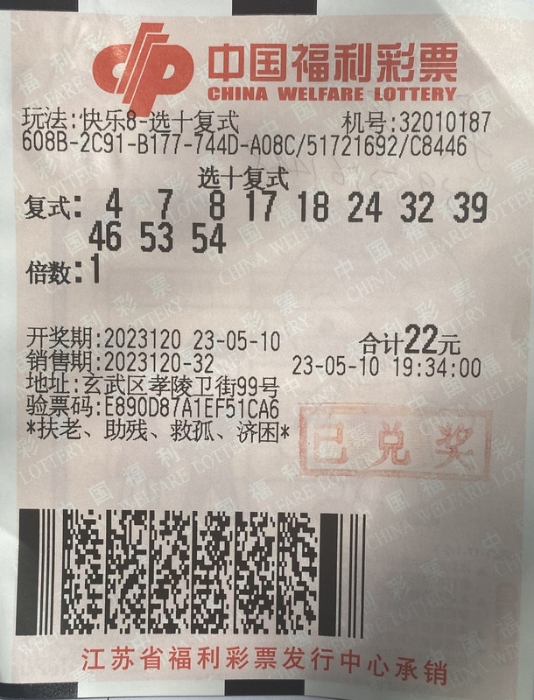 中国福利彩票
CHINA WELFARE LOTTERY
玩法:快乐8-选十复式 机号:32010187
608B-2C91-B177-744D-A08C/51721692/C8446
选十复式
复式: 4 7 8 17 18 24 32 39
46 53 54
倍数:1
开奖期:2023120 23-05-10 合计22元
销售期:2023120-32 23-05-10 19:34:00
地址:玄武区孝陵卫街99号
验票码:E890D87A1EF51CA6
*扶老、助残、救孤、济困*
已兑奖
江苏省福利彩票发行中心承销